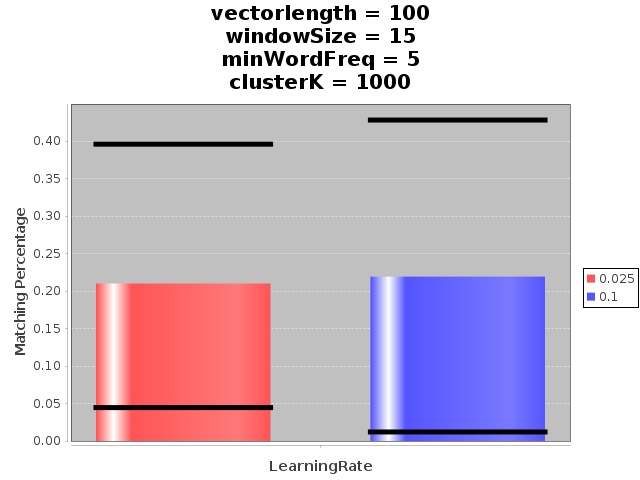 vectorlength = 100
windowSize = 15
minWordFreq = 5
clusterK = 1000
Matching Percentage
0.40
0.35
0.30
0.25
0.20
0.15
0.10
0.05
0.00
LearningRate
0.025
0.1